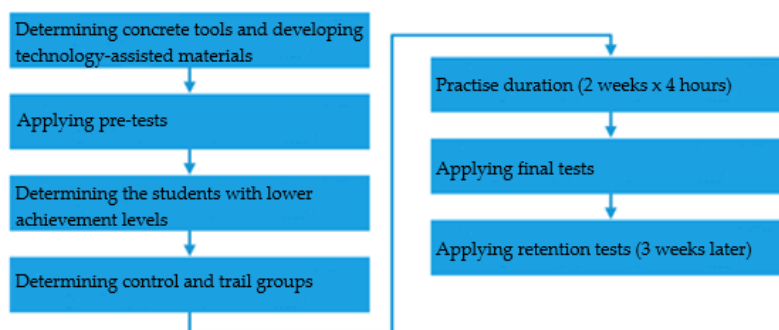 Determining concrete tools and developing
technology-assisted materials
Applying pre-tests
Determining the students with lower
achievement levels
Determining control and trail groups
Practise duration (2 weeks x 4 hours)
Applying final tests
Applying retention tests (3 weeks later)